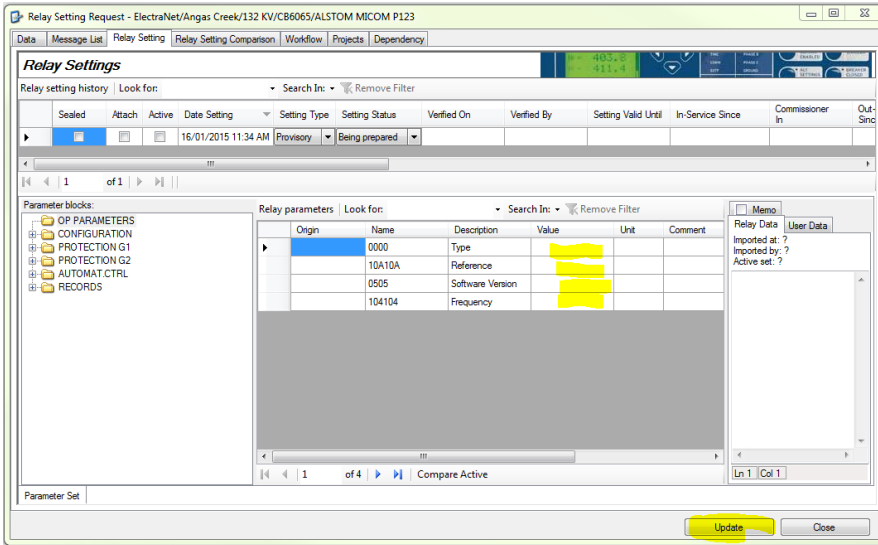 Relay Setting Request - ElectraNet/Angas Creek/132 KV/CB6065/ALSTOM MICOM P123
Data Message List Relay Setting Relay Setting Comparison Workflow Projects Dependency
Relay Settings
403.8
411.4
Relay setting history Look for: Search In: Remove Filter
Sealed Attach Active Date Setting Setting Type Setting Status Verified On Verified By Setting Valid Until In-Service Since Commissioner In Out- Sinc
16/01/2015 11:34 AM Provisory Being prepared
1 of 1
Parameter blocks:
OP PARAMETERS
CONFIGURATION
PROTECTION G1
PROTECTION G2
AUTOMAT.CTRL
RECORDS
Relay parameters Look for: Search In: Remove Filter
Origin Name Description Value Unit Comment
0000 Type
10A10A Reference
0505 Software Version
104104 Frequency
1 of 4 Compare Active
Memo
Relay Data User Data
Imported at: ?
Imported by: ?
Active set: ?
Ln 1 Col 1
Parameter Set
Update Close